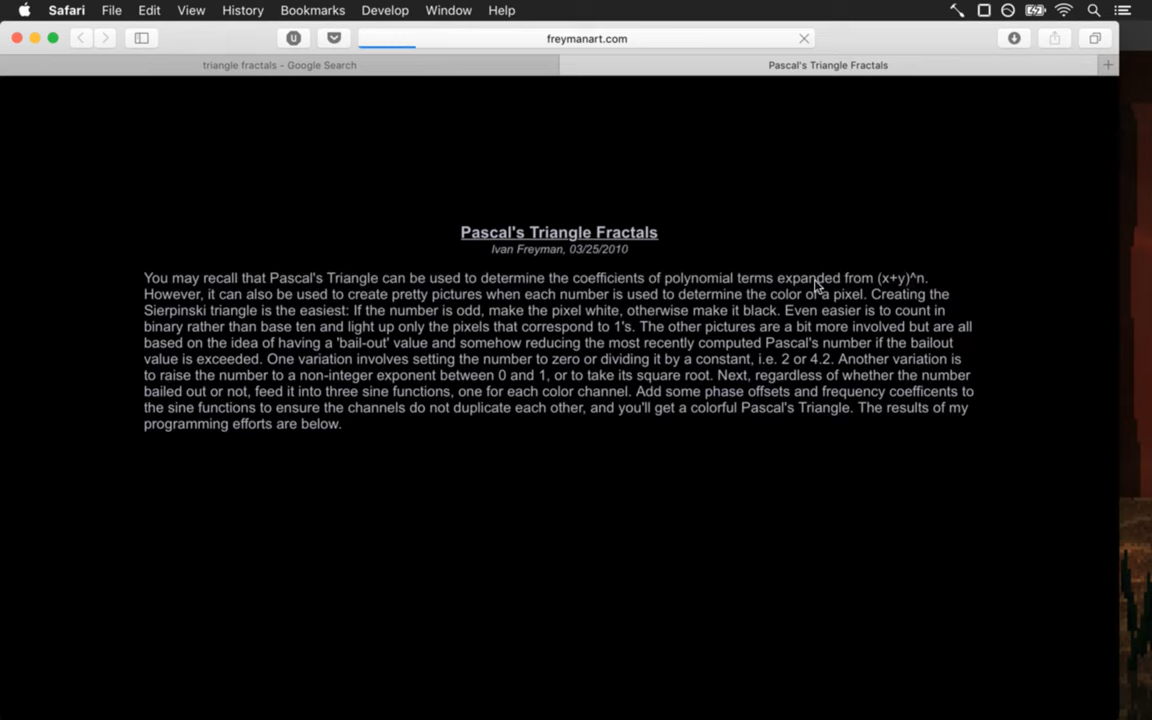 Safari File Edit View History Bookmarks Develop Window Help
freymanart.com
triangle fractals - Google Search Pascal's Triangle Fractals
Pascal's Triangle Fractals
Ivan Freyman, 03/25/2010
You may recall that Pascal's Triangle can be used to determine the coefficients of polynomial terms expanded from (x+y)^n.
However, it can also be used to create pretty pictures when each number is used to determine the color of a pixel. Creating the
Sierpinski triangle is the easiest: If the number is odd, make the pixel white, otherwise make it black. Even easier is to count in
binary rather than base ten and light up only the pixels that correspond to 1's. The other pictures are a bit more involved but are all
based on the idea of having a 'bail-out' value and somehow reducing the most recently computed Pascal's number if the bailout
value is exceeded. One variation involves setting the number to zero or dividing it by a constant, i.e. 2 or 4.2. Another variation is
to raise the number to a non-integer exponent between 0 and 1, or to take its square root. Next, regardless of whether the number
bailed out or not, feed it into three sine functions, one for each color channel. Add some phase offsets and frequency coefficents to
the sine functions to ensure the channels do not duplicate each other, and you'll get a colorful Pascal's Triangle. The results of my
programming efforts are below.